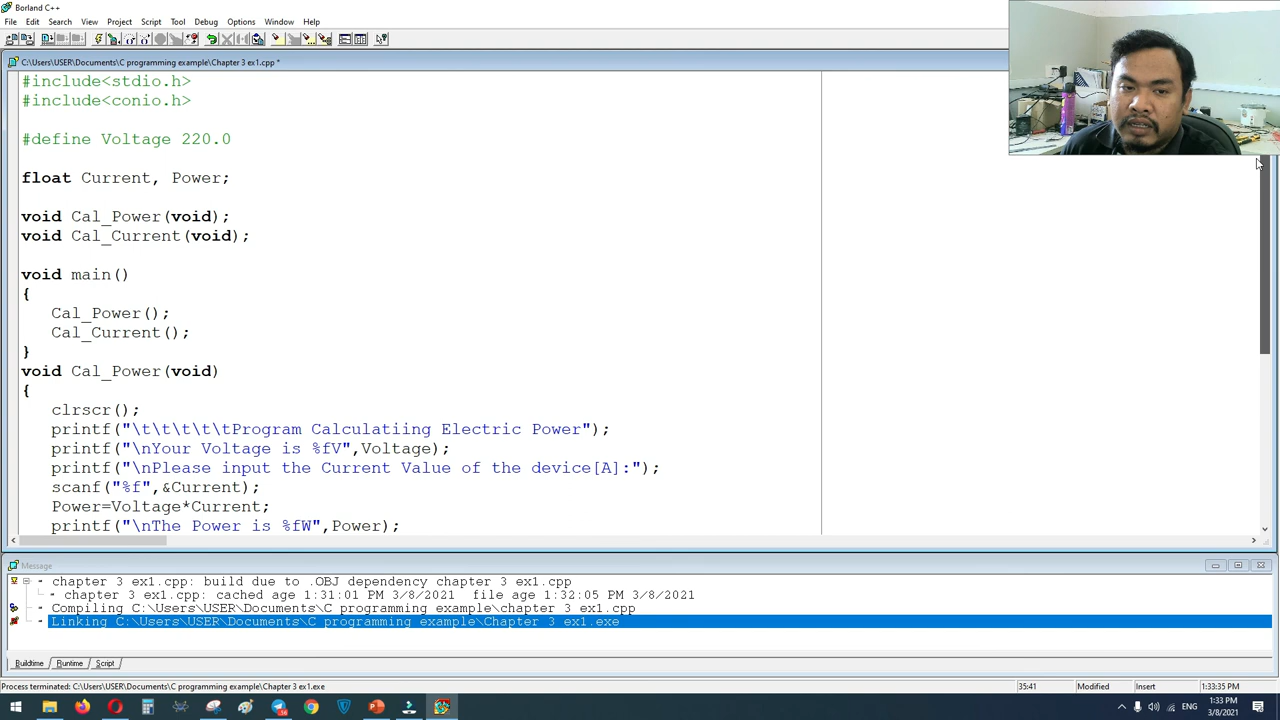 Borland C++
File Edit Search View Project Script Tool Debug Options Window Help
C:\Users\USER\Documents\C programming example\Chapter 3 ex1.cpp *
#include<stdio.h>
#include<conio.h>
#define Voltage 220.0
float Current, Power;
void Cal_Power(void);
void Cal_Current(void);
void main()
{
Cal_Power();
Cal_Current();
}
void Cal_Power(void)
{
clrscr();
printf("\t\t\t\t\tProgram Calculatiing Electric Power");
printf("\nYour Voltage is %fV",Voltage);
printf("\nPlease input the Current Value of the device[A]:");
scanf("%f",&Current);
Power=Voltage*Current;
printf("\nThe Power is %fW",Power);
Message
chapter 3 ex1.cpp: build due to .OBJ dependency chapter 3 ex1.cpp
chapter 3 ex1.cpp: cached age 1:31:01 PM 3/8/2021 file age 1:32:05 PM 3/8/2021
Compiling C:\Users\USER\Documents\C programming example\chapter 3 ex1.cpp
Linking C:\Users\USER\Documents\C programming example\Chapter 3 ex1.exe
Buildtime Runtime Script
Process terminated: C:\Users\USER\Documents\C programming example\Chapter 3 ex1.exe 35:41 Modified Insert 1:33:35 PM
ENG 1:33 PM
3/8/2021